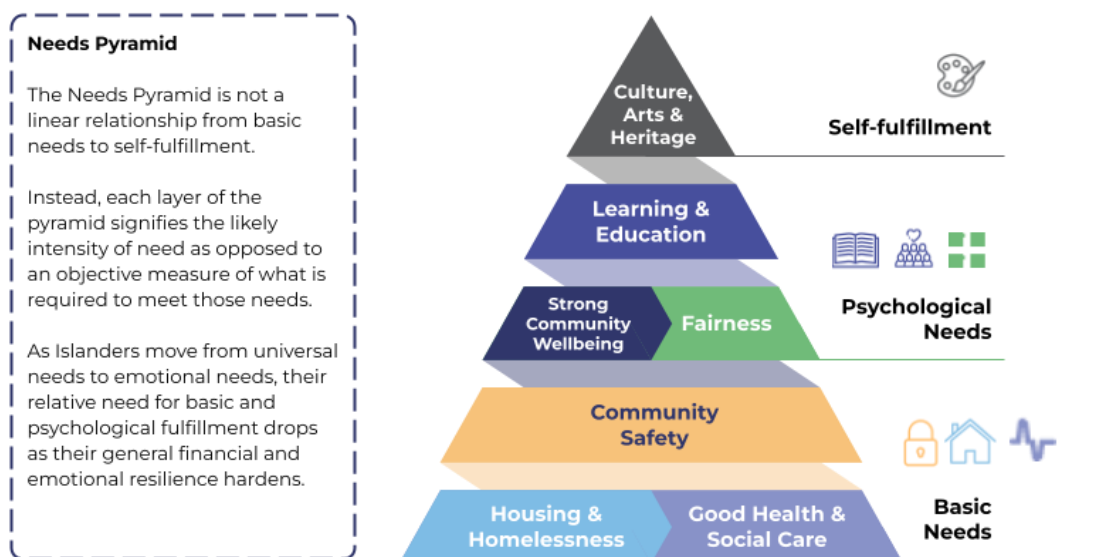 Needs Pyramid
The Needs Pyramid is not a
linear relationship from basic
needs to self-fulfillment.
Instead, each layer of the
pyramid signifies the likely
intensity of need as opposed to
an objective measure of what is
required to meet those needs.
As Islanders move from universal
needs to emotional needs, their
relative need for basic and
psychological fulfillment drops
as their general financial and
emotional resilience hardens.
Culture,
Arts &
Heritage
Self-fulfillment
Learning &
Education
Strong
Community
Wellbeing
Fairness
Psychological
Needs
Community
Safety
Housing &
Homelessness
Good Health &
Social Care
Basic
Needs